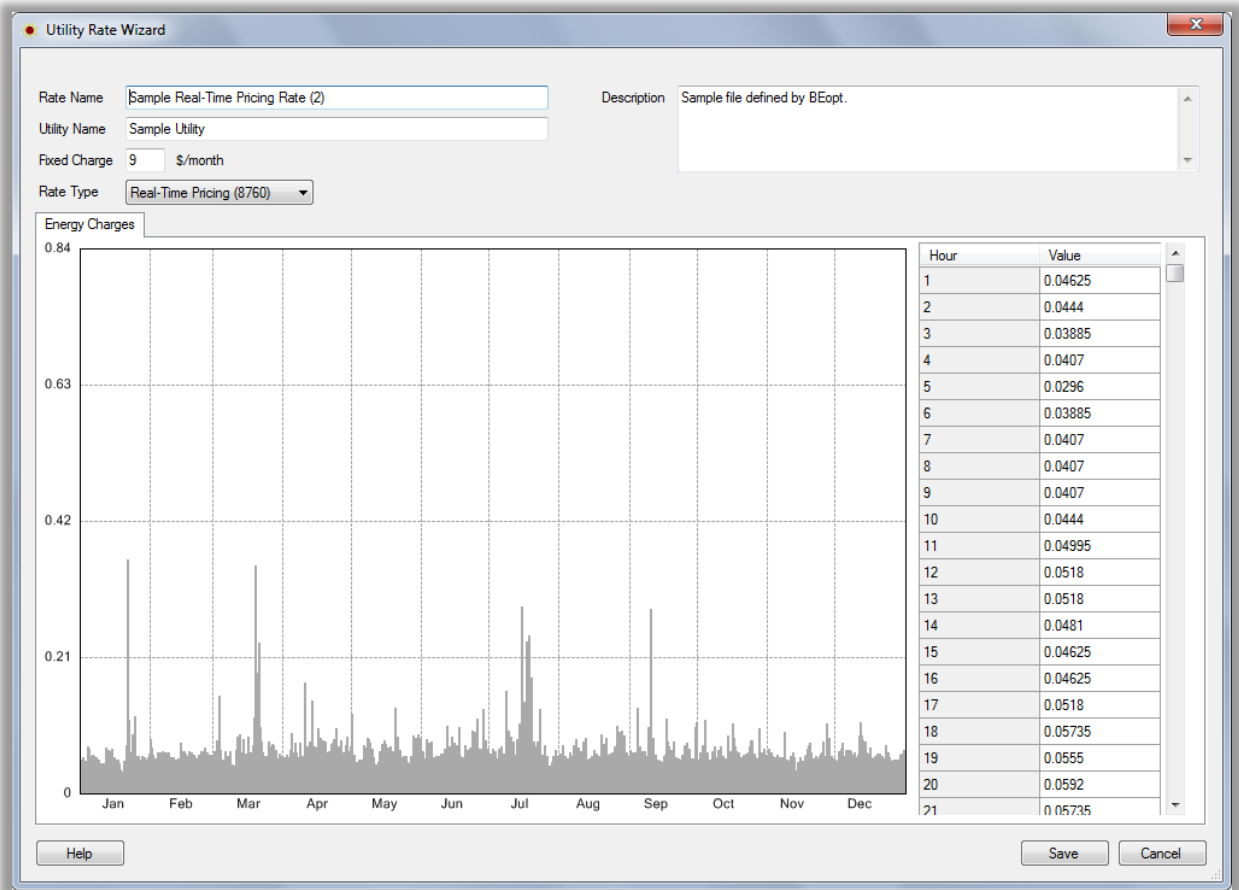 Utility Rate Wizard
Rate Name Sample Real-Time Pricing Rate (2) Description Sample file defined by BEopt.
Utility Name Sample Utility
Fixed Charge 9 $/month
Rate Type Real-Time Pricing (8760)
Energy Charges
0.84
0.63
0.42
0.21
0
Jan Feb Mar Apr May Jun Jul Aug Sep Oct Nov Dec
Hour Value
1 0.04625
2 0.0444
3 0.03885
4 0.0407
5 0.0296
6 0.03885
7 0.0407
8 0.0407
9 0.0407
10 0.0444
11 0.04995
12 0.0518
13 0.0518
14 0.0481
15 0.04625
16 0.04625
17 0.0518
18 0.05735
19 0.0555
20 0.0592
21 0.05735
Help Save Cancel